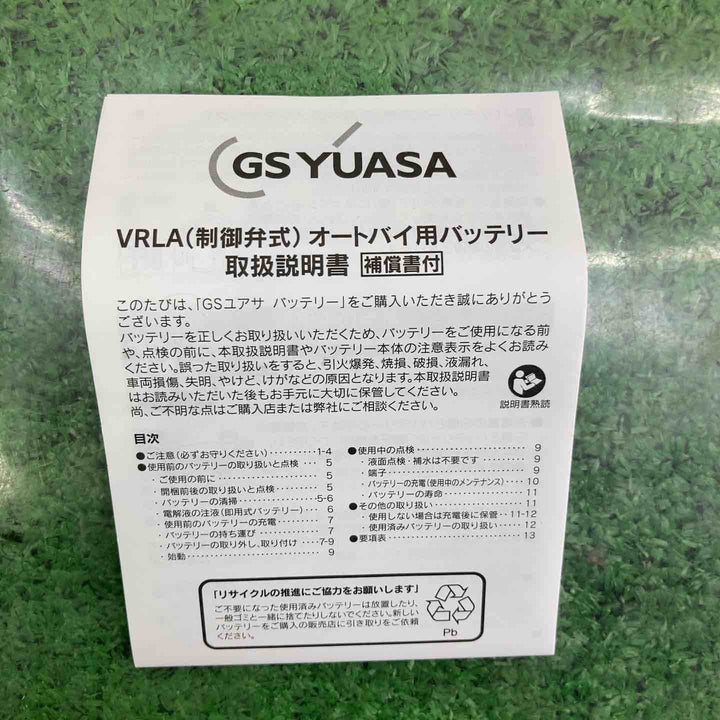 GS YUASA
VRLA(制御弁式)オートバイ用バッテリー
取扱説明書 補償書付
このたびは、「GSユアサ バッテリー」をご購入いただき誠にありがとう
ございます。
バッテリーを正しくお取り扱いいただくため、バッテリーをご使用になる前
や、点検の前に、本取扱説明書やバッテリー本体の注意表示をよくお読み
ください。誤った取り扱いをすると、引火爆発、焼損、破損、液漏れ、
車両損傷、失明、やけど、けがなどの原因となります。本取扱説明書
はお読みいただいた後もお手元に大切に保管してください。
尚、ご不明な点はご購入店または弊社にご相談ください。
説明書熟読
目次
●ご注意(必ずお守りください)・・・・・・・・・・1-4
●使用前のバッテリーの取り扱いと点検・・・5
・ご使用の前に・・・・・・・・・・5
・開梱前後の取り扱いと点検・・・・・・5
・バッテリーの清掃・・・・・・・・・・5-6
・電解液の注液(即用式バッテリー)・・・6
・使用前のバッテリーの充電・・・・・・7
・バッテリーの持ち運び・・・・・・・・7
・バッテリーの取り外し、取り付け・・・・7-9
・始動・・・・・・・・・・9
●使用中の点検・・・・・・・・・・9
・液面点検・補水は不要です・・・・・・9
・端子・・・・・・・・・・9
・バッテリーの充電(使用中のメンテナンス)・・・・10
・バッテリーの寿命・・・・・・・・・・11
●その他の取り扱い・・・・・・・・・・11
・使用しない場合は充電後に保管・・11-12
・使用済みバッテリーの取り扱い・・・・12
●要項表・・・・・・・・・・13
「リサイクルの推進にご協力をお願いします」
ご不要になった使用済みバッテリーは放置したり、
一般ゴミと一緒に捨てたりしないでください。新しい
バッテリーをご購入の販売店に引き取りをご依頼
ください。
Pb